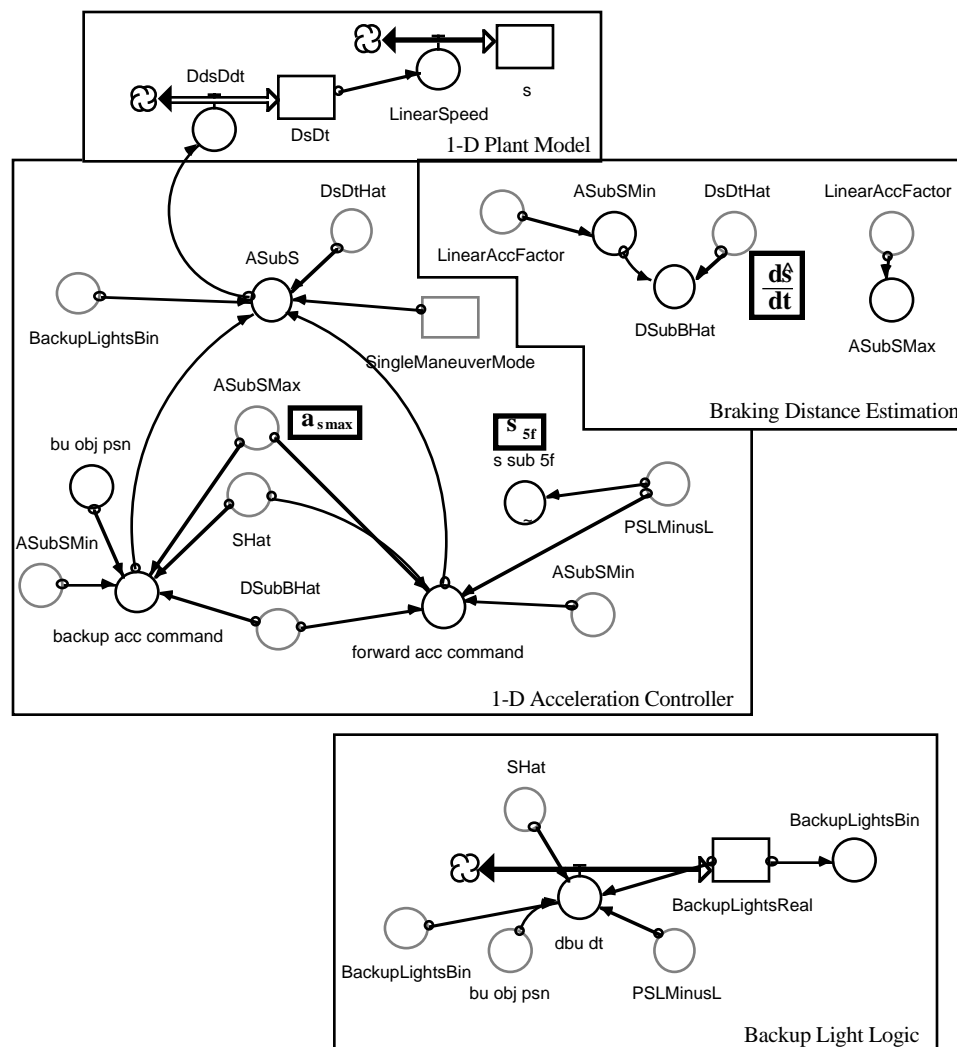 DdsDdt
s
DsDt
LinearSpeed
1-D Plant Model
DsDtHat
ASubS
BackupLightsBin
SingleManeuverMode
ASubSMin
DsDtHat
LinearAccFactor
LinearAccFactor
dŝ
dt
DSubBHat
ASubSMax
Braking Distance Estimation
ASubSMax
a s max
s 5f
s sub 5f
bu obj psn
~
PSLMinusL
SHat
ASubSMin
ASubSMin
DSubBHat
backup acc command
forward acc command
1-D Acceleration Controller
SHat
BackupLightsBin
BackupLightsReal
dbu dt
BackupLightsBin
bu obj psn
PSLMinusL
Backup Light Logic